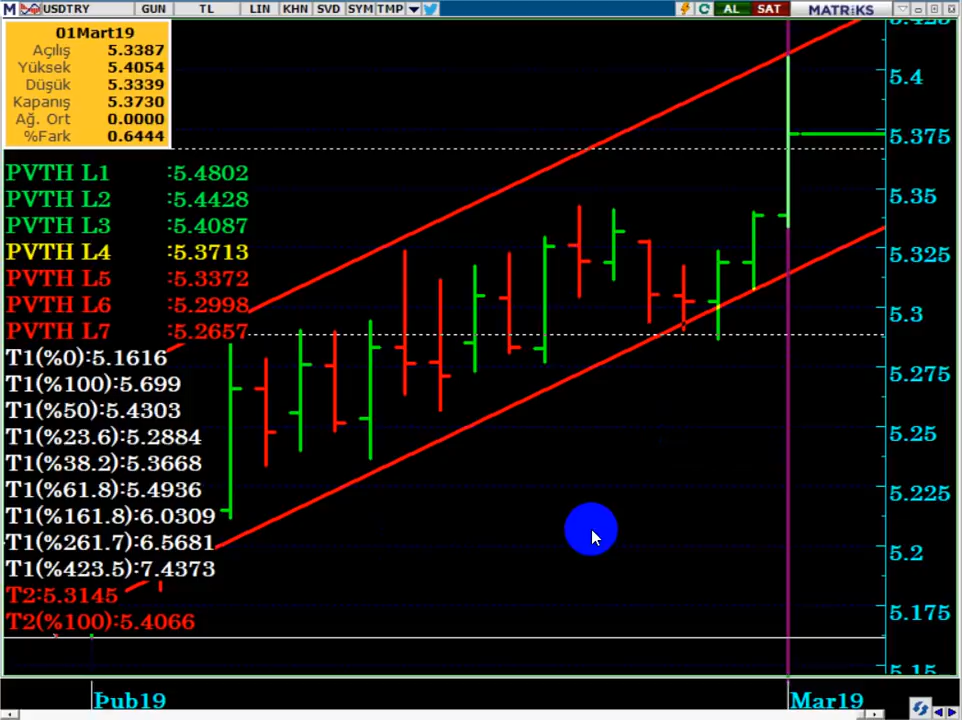 M USDTRY GUN TL LIN KHN SVD SYM TMP AL SAT MATRiKS
01Mart19
Açılış 5.3387
Yüksek 5.4054
Düşük 5.3339
Kapanış 5.3730
Ağ. Ort 0.0000
%Fark 0.6444
PVTH L1 :5.4802
PVTH L2 :5.4428
PVTH L3 :5.4087
PVTH L4 :5.3713
PVTH L5 :5.3372
PVTH L6 :5.2998
PVTH L7 :5.2657
T1(%0):5.1616
T1(%100):5.699
T1(%50):5.4303
T1(%23.6):5.2884
T1(%38.2):5.3668
T1(%61.8):5.4936
T1(%161.8):6.0309
T1(%261.7):6.5681
T1(%423.5):7.4373
T2:5.3145
T2(%100):5.4066
5.425
5.4
5.375
5.35
5.325
5.3
5.275
5.25
5.225
5.2
5.175
5.15
Þub19 Mar19